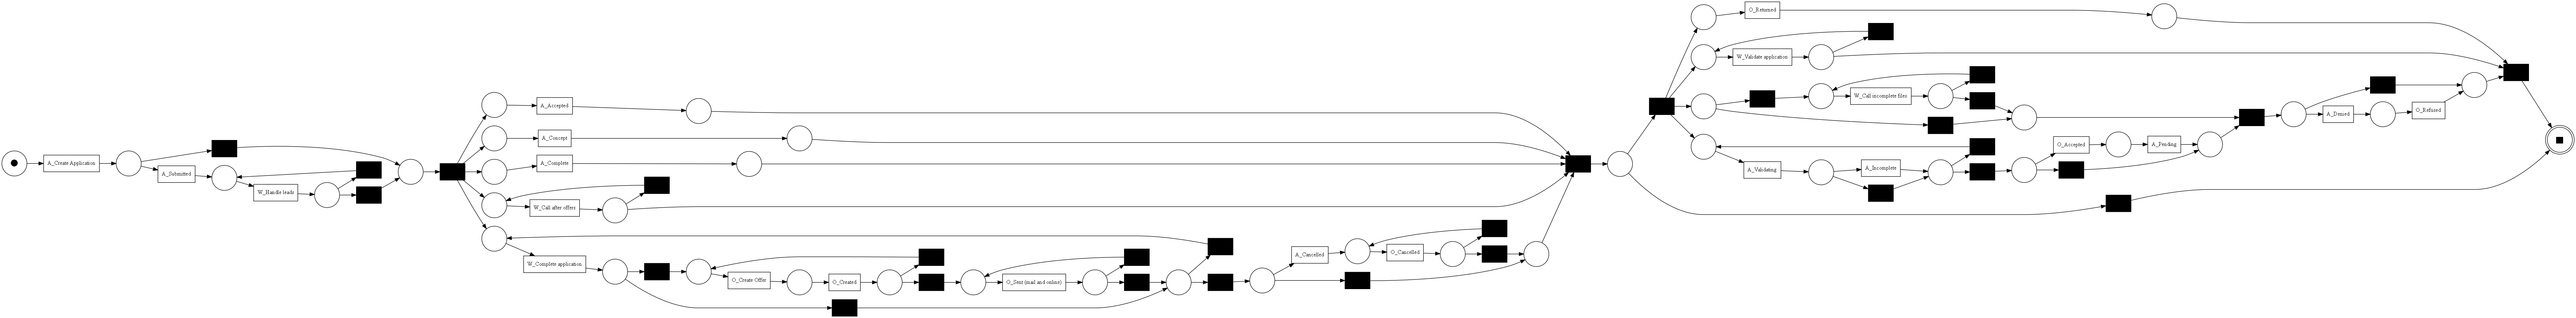 A_Create Application
A_Submitted
W_Handle leads
A_Accepted
A_Concept
A_Complete
W_Call after offers
W_Complete application
O_Create Offer
O_Created
O_Sent (mail and online)
A_Cancelled
O_Cancelled
O_Returned
W_Validate application
W_Call incomplete files
A_Validating
A_Incomplete
O_Accepted
A_Pending
A_Denied
O_Refused